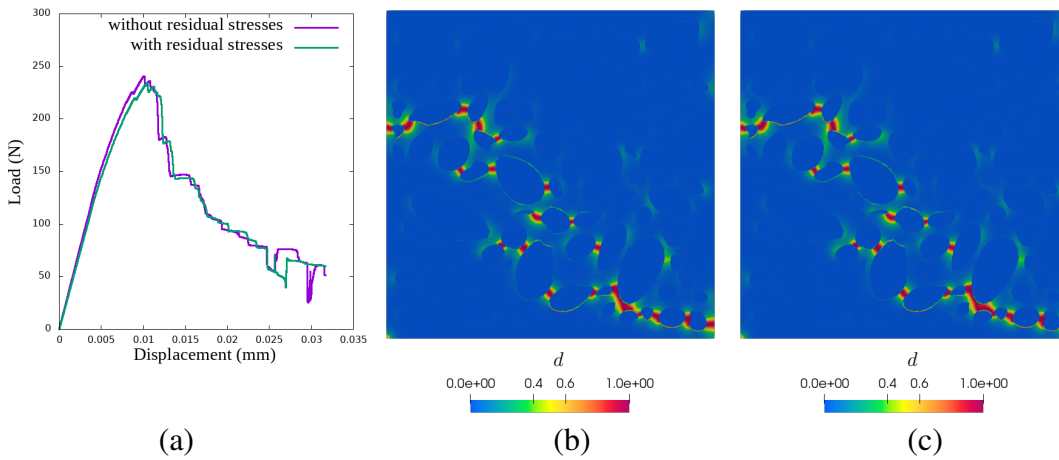 300
250
200
150
100
50
0
Load (N)
without residual stresses
with residual stresses
0 0.005 0.01 0.015 0.02 0.025 0.03 0.035
Displacement (mm)
d
0.0e+00 0.4 0.6 1.0e+00
d
0.0e+00 0.4 0.6 1.0e+00
(a)
(b)
(c)